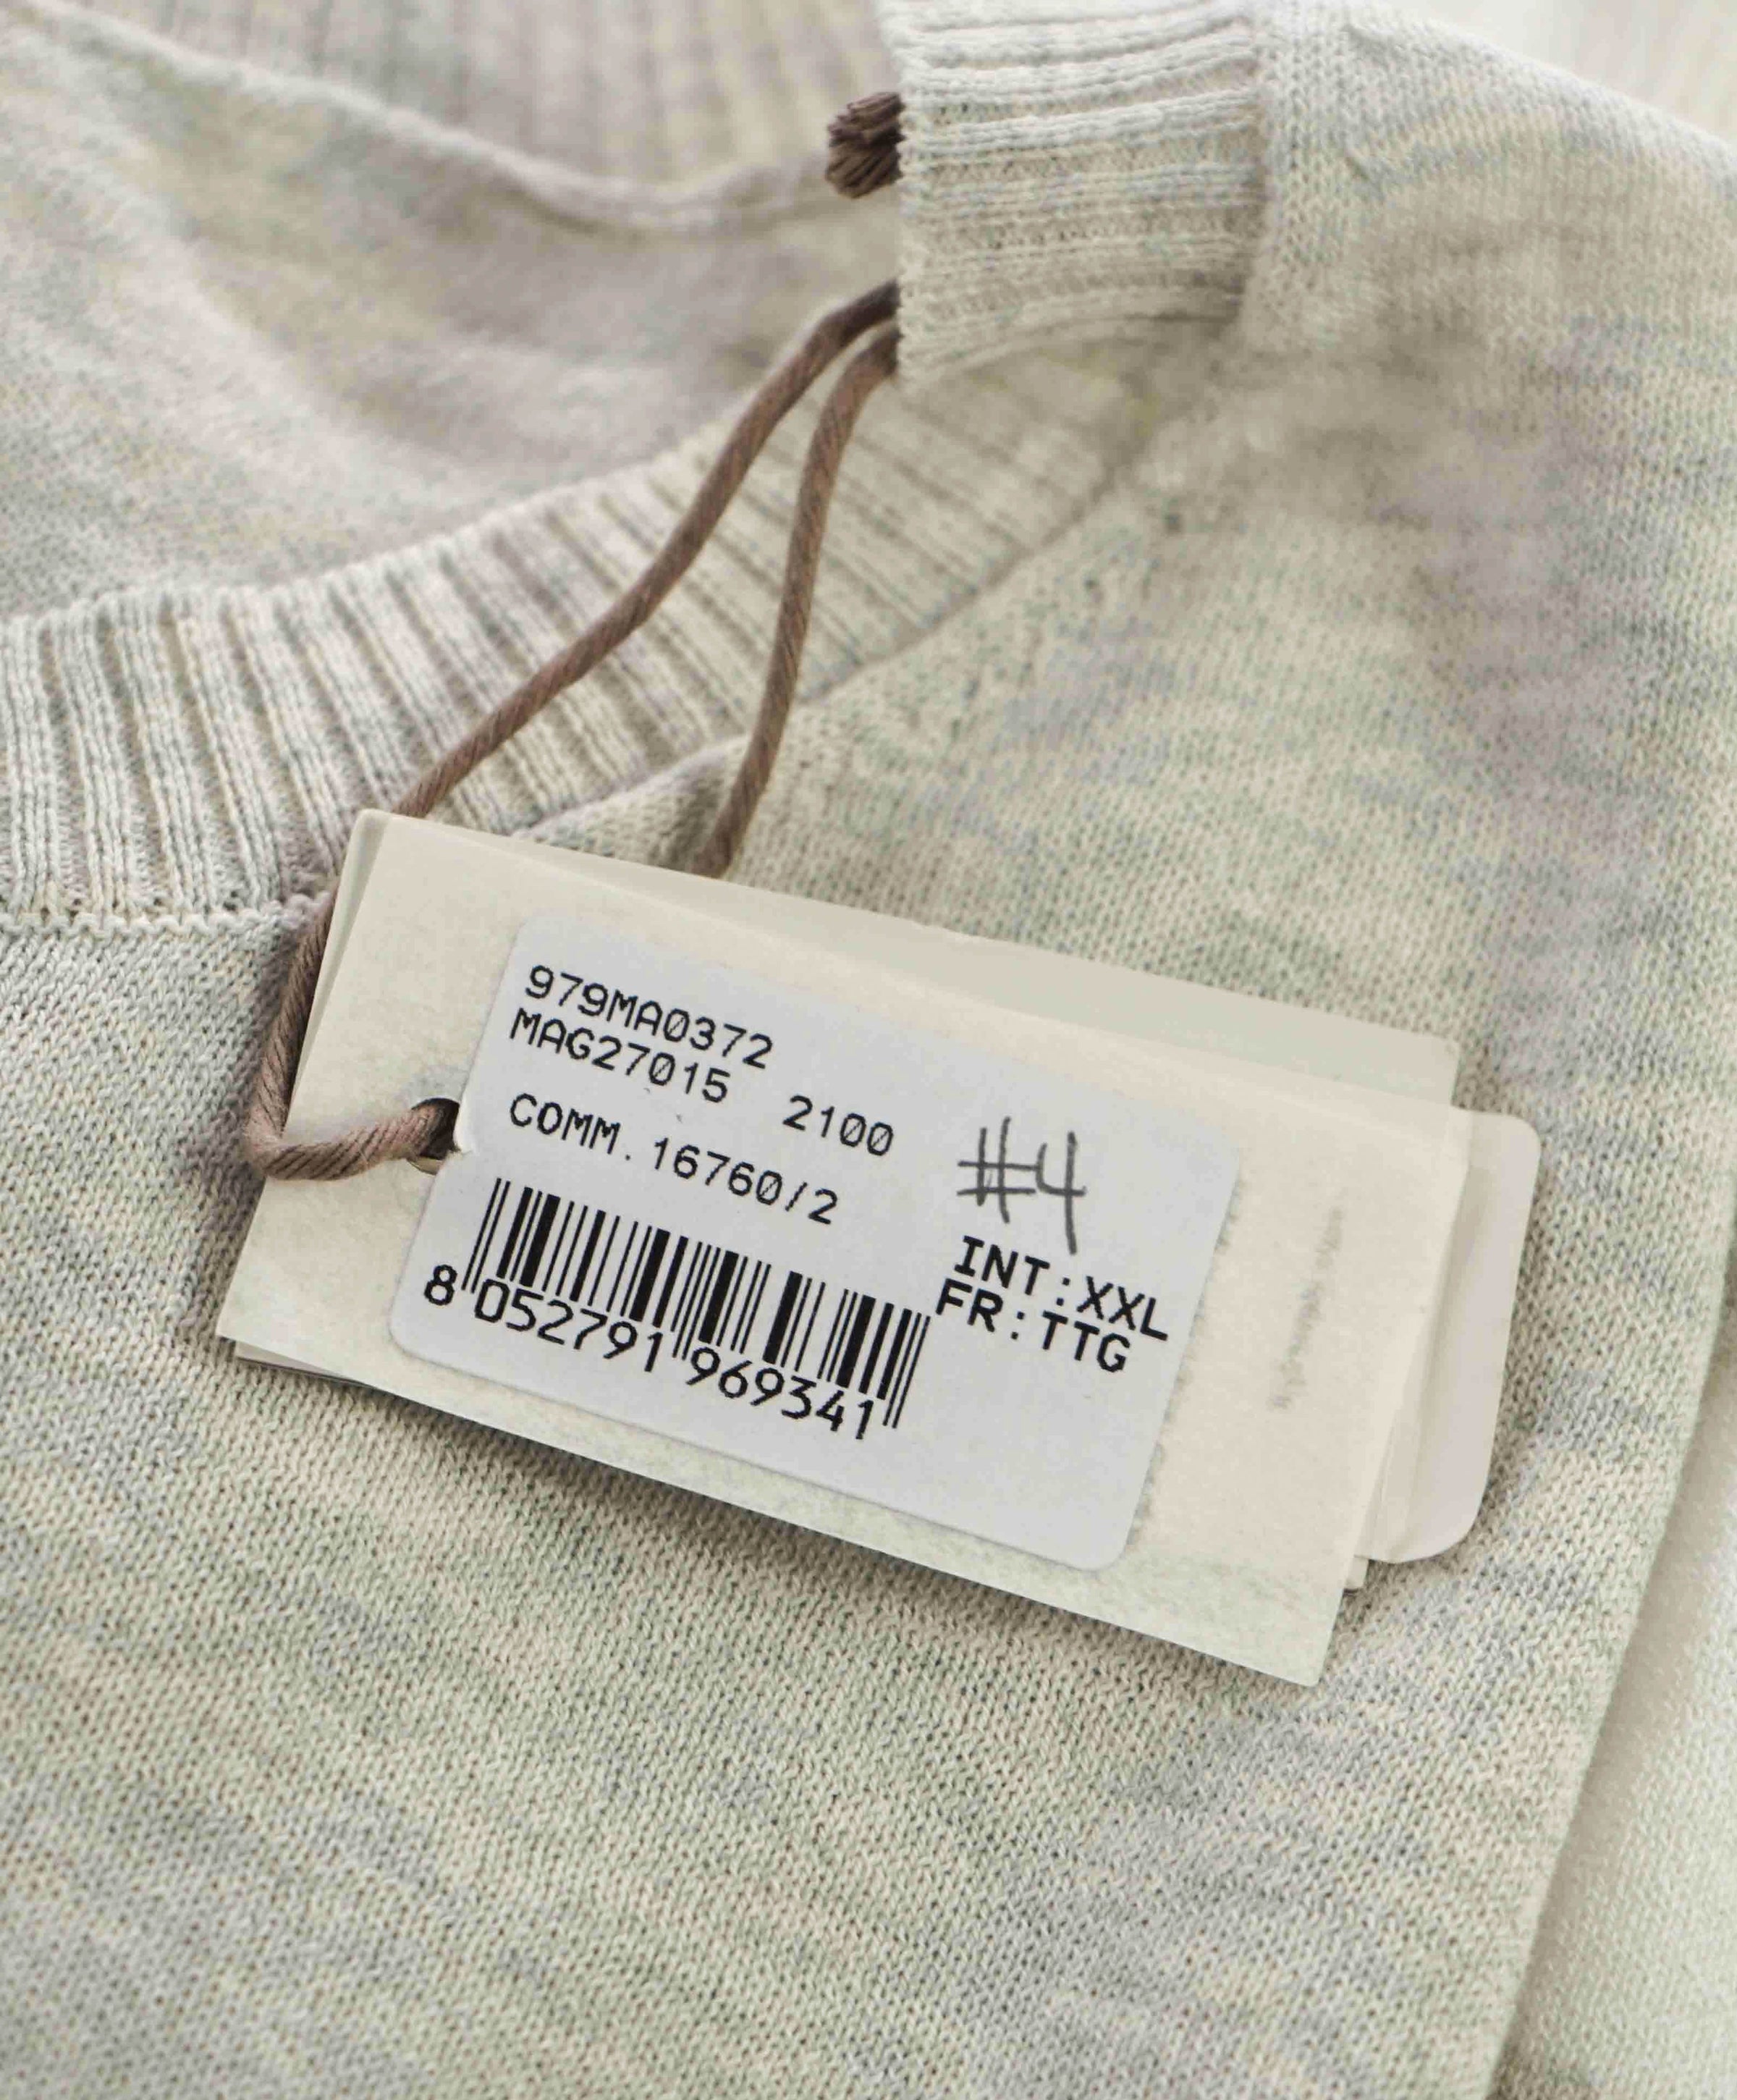 979MA0372
MAG27015 2100
COMM.16760/2
#4
INT:XXL
FR:TTG
8 052791 969341